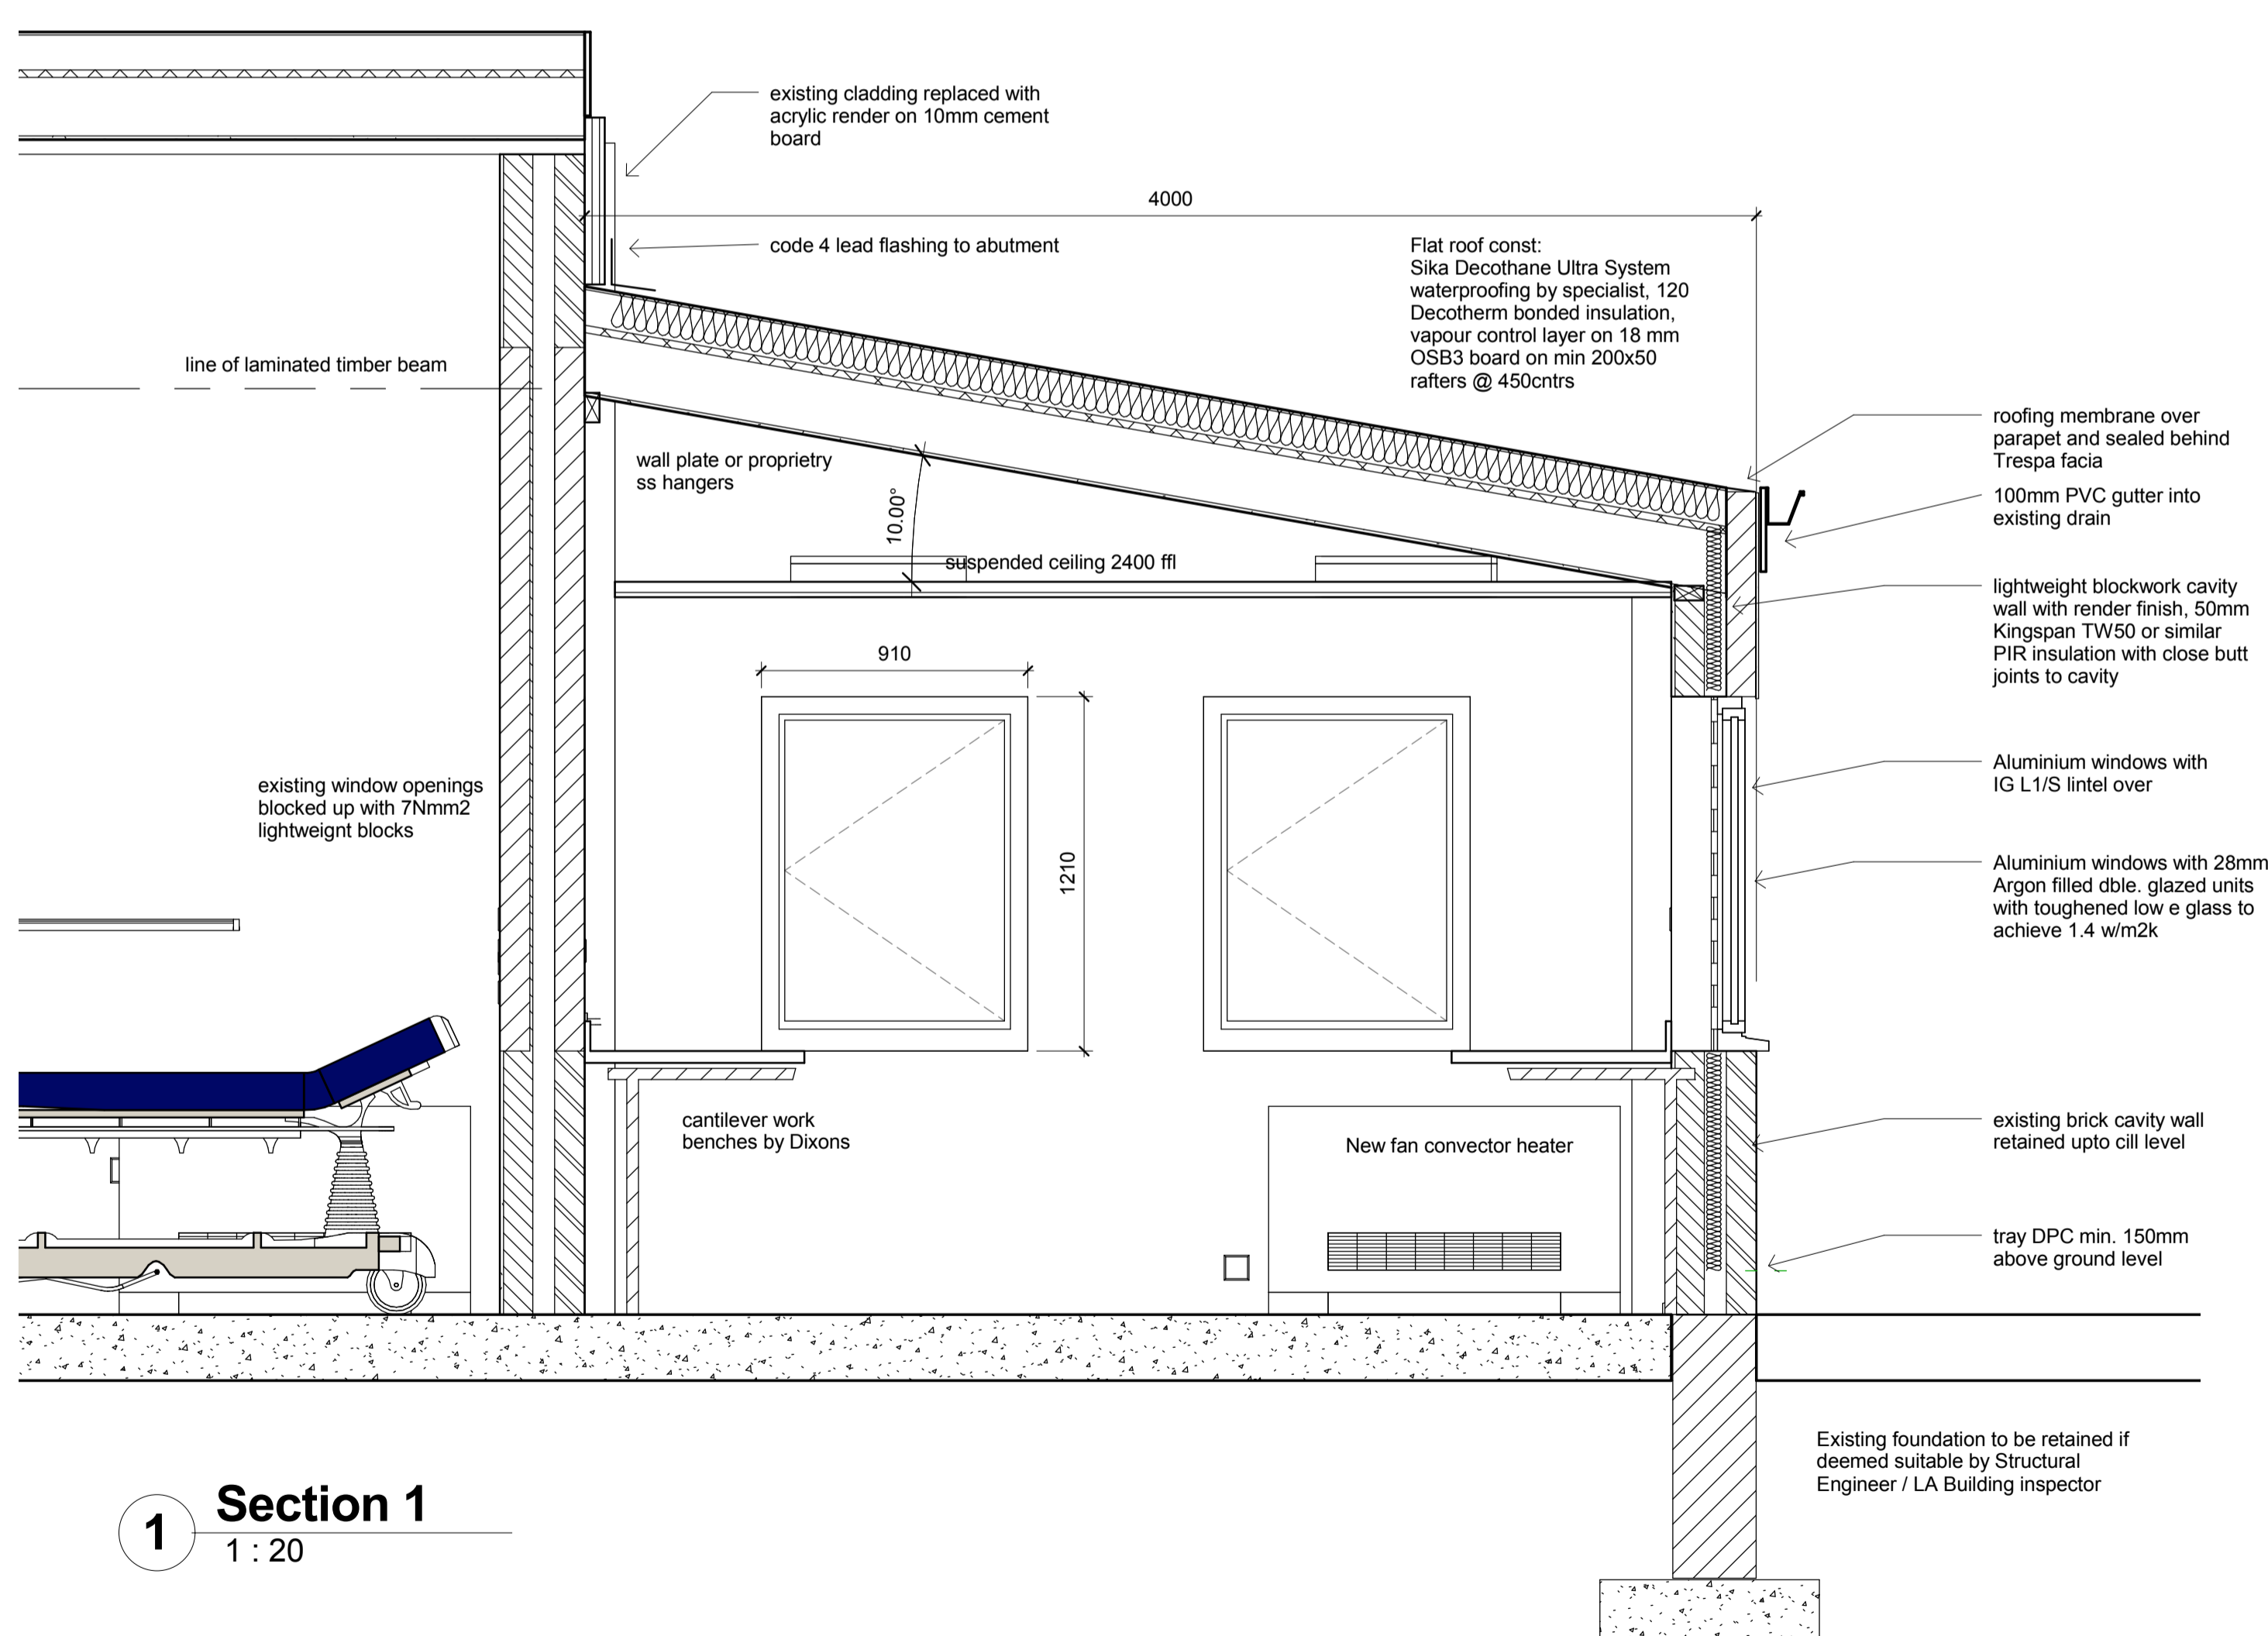 existing cladding replaced with
acrylic render on 10mm cement
board
4000
code 4 lead flashing to abutment
Flat roof const:
Sika Decothane Ultra System
waterproofing by specialist, 120
Decotherm bonded insulation,
vapour control layer on 18 mm
OSB3 board on min 200x50
rafters @ 450cntrs
line of laminated timber beam
roofing membrane over
parapet and sealed behind
Trespa facia
wall plate or proprietry
ss hangers
100mm PVC gutter into
existing drain
10.00°
suspended ceiling 2400 ffl
lightweight blockwork cavity
wall with render finish, 50mm
Kingspan TW50 or similar
PIR insulation with close butt
joints to cavity
910
1210
existing window openings
blocked up with 7Nmm2
lightweignt blocks
Aluminium windows with
IG L1/S lintel over
Aluminium windows with 28mm
Argon filled dble. glazed units
with toughened low e glass to
achieve 1.4 w/m2k
cantilever work
benches by Dixons
New fan convector heater
existing brick cavity wall
retained upto cill level
tray DPC min. 150mm
above ground level
Existing foundation to be retained if
deemed suitable by Structural
Engineer / LA Building inspector
1
Section 1
1 : 20